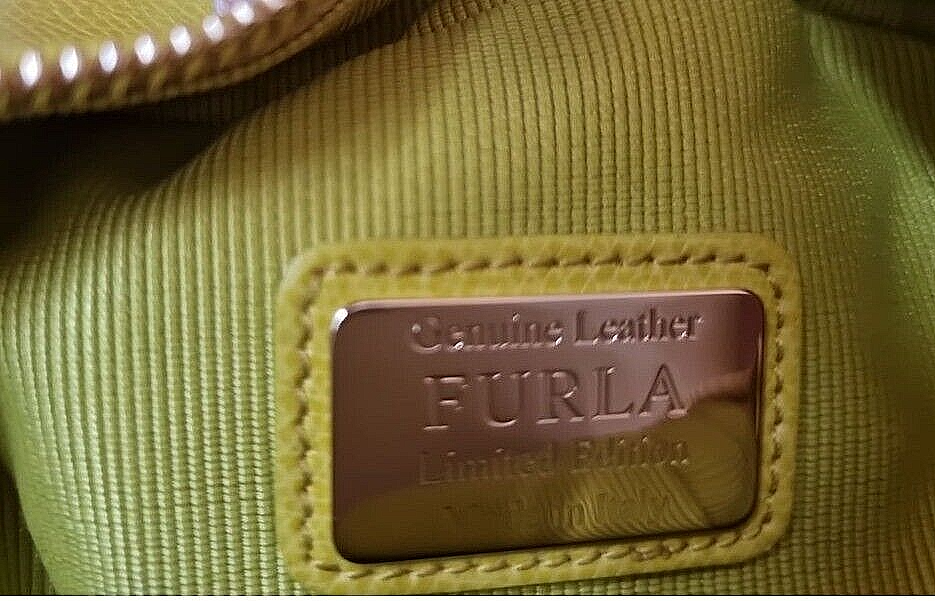 Genuine Leather
FURLA
Limited Edition